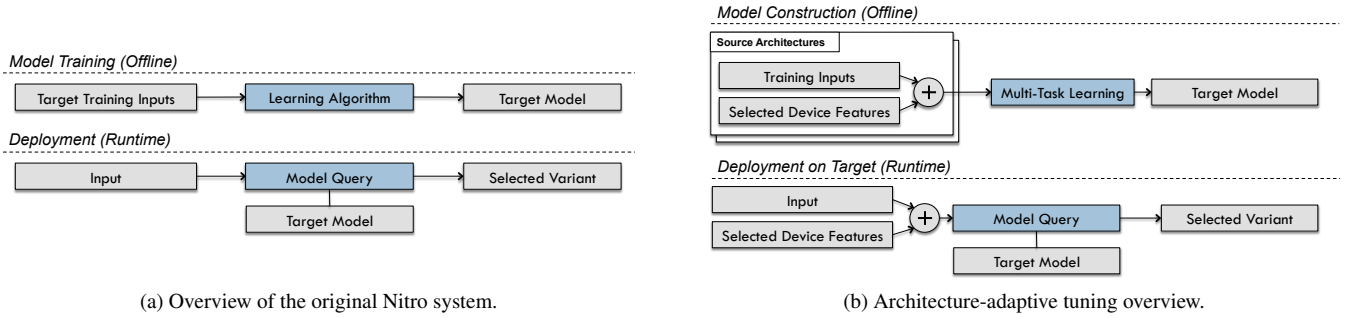 Model Training (Offline)
Target Training Inputs
Learning Algorithm
Target Model
Deployment (Runtime)
Input
Model Query
Selected Variant
Target Model
(a) Overview of the original Nitro system.
Model Construction (Offline)
Source Architectures
Training Inputs
Selected Device Features
+
Multi-Task Learning
Target Model
Deployment on Target (Runtime)
Input
Selected Device Features
+
Model Query
Selected Variant
Target Model
(b) Architecture-adaptive tuning overview.